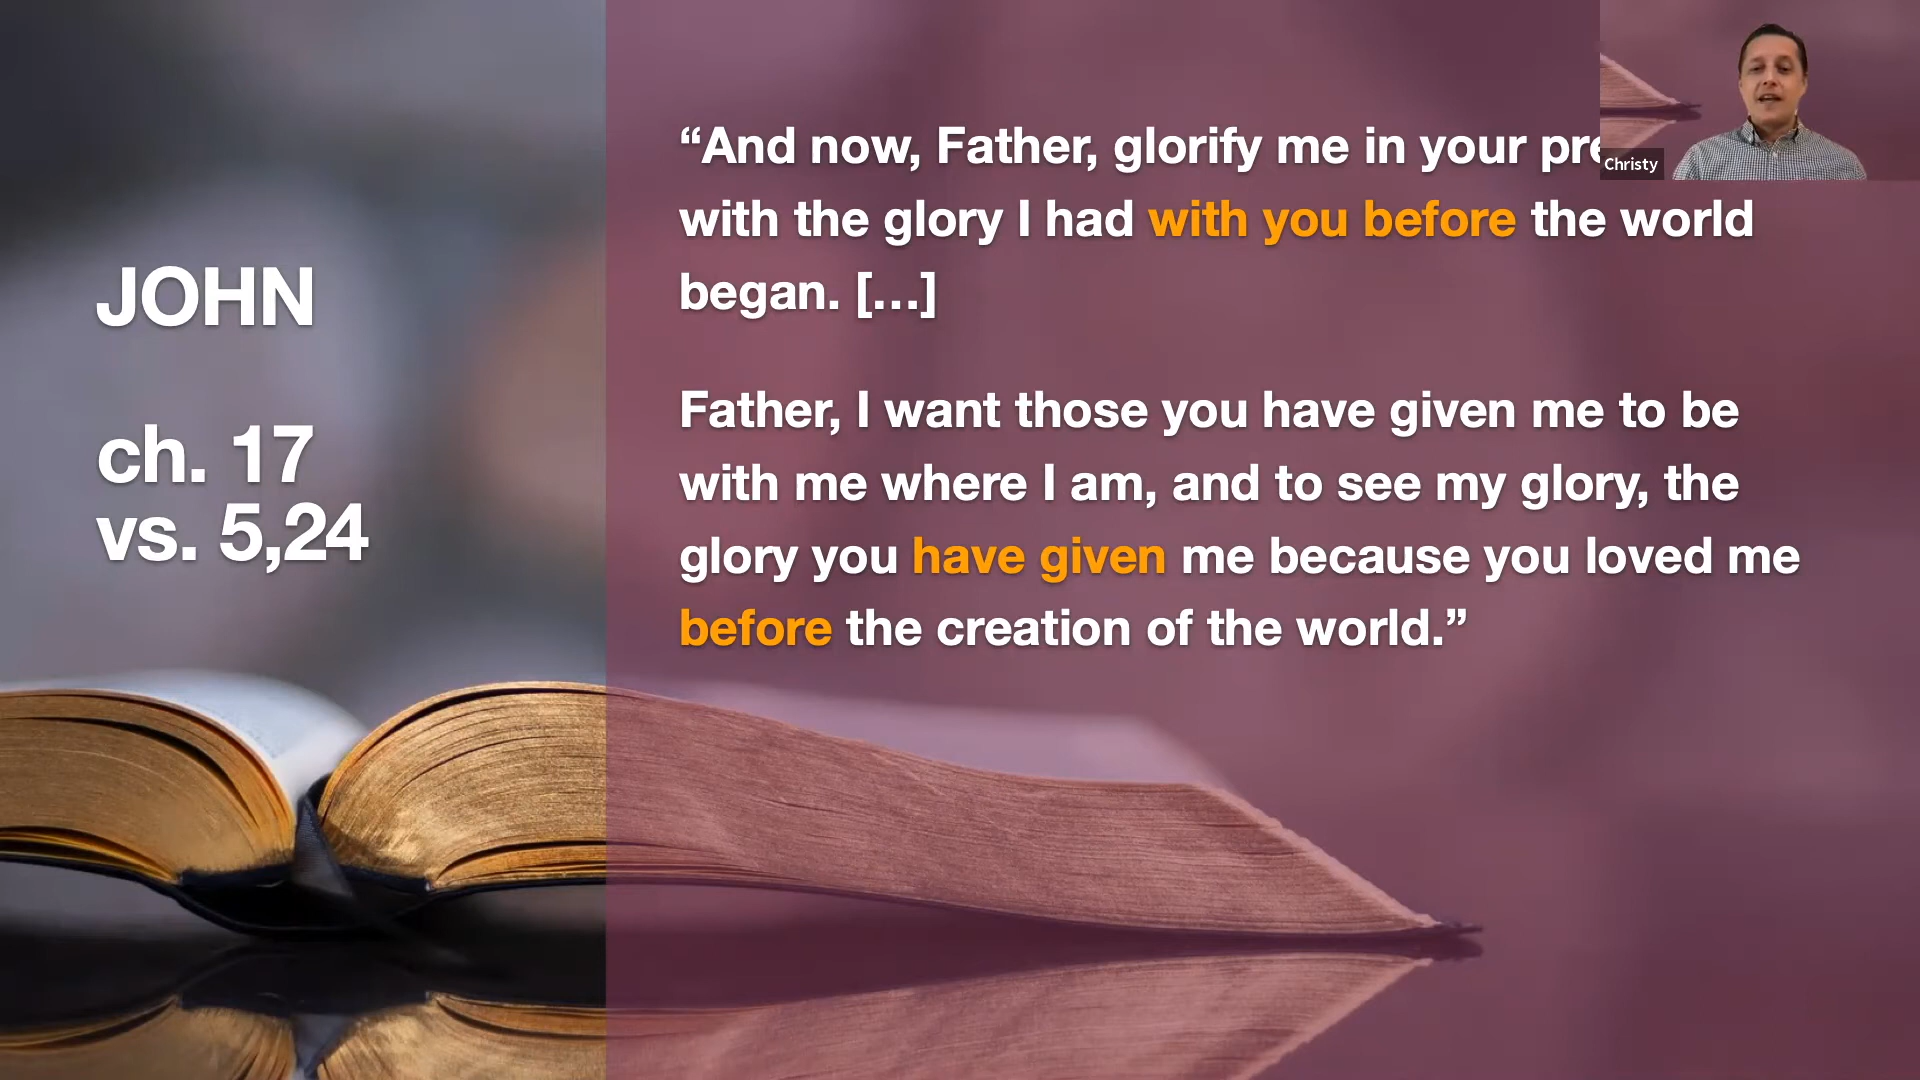 JOHN
ch. 17
vs. 5,24
“And now, Father, glorify me in your
with the glory I had with you before the world
began. […]
Father, I want those you have given me to be
with me where I am, and to see my glory, the
glory you have given me because you loved me
before the creation of the world.”
Christy